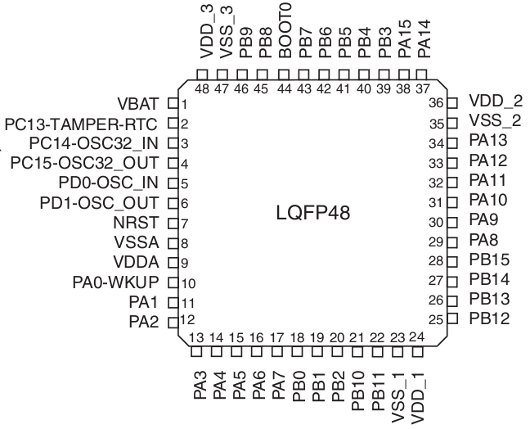 VDD_3
VSS_3
PB9
PB8
BOOT0
PB7
PB6
PB5
PB4
PB3
PA15
PA14
48 47 46 45 44 43 42 41 40 39 38 37
VBAT 1
PC13-TAMPER-RTC 2
PC14-OSC32_IN 3
PC15-OSC32_OUT 4
PD0-OSC_IN 5
PD1-OSC_OUT 6
NRST 7
VSSA 8
VDDA 9
PA0-WKUP 10
PA1 11
PA2 12
LQFP48
36 VDD_2
35 VSS_2
34 PA13
33 PA12
32 PA11
31 PA10
30 PA9
29 PA8
28 PB15
27 PB14
26 PB13
25 PB12
13 14 15 16 17 18 19 20 21 22 23 24
PA3
PA4
PA5
PA6
PA7
PB0
PB1
PB2
PB10
PB11
VSS_1
VDD_1